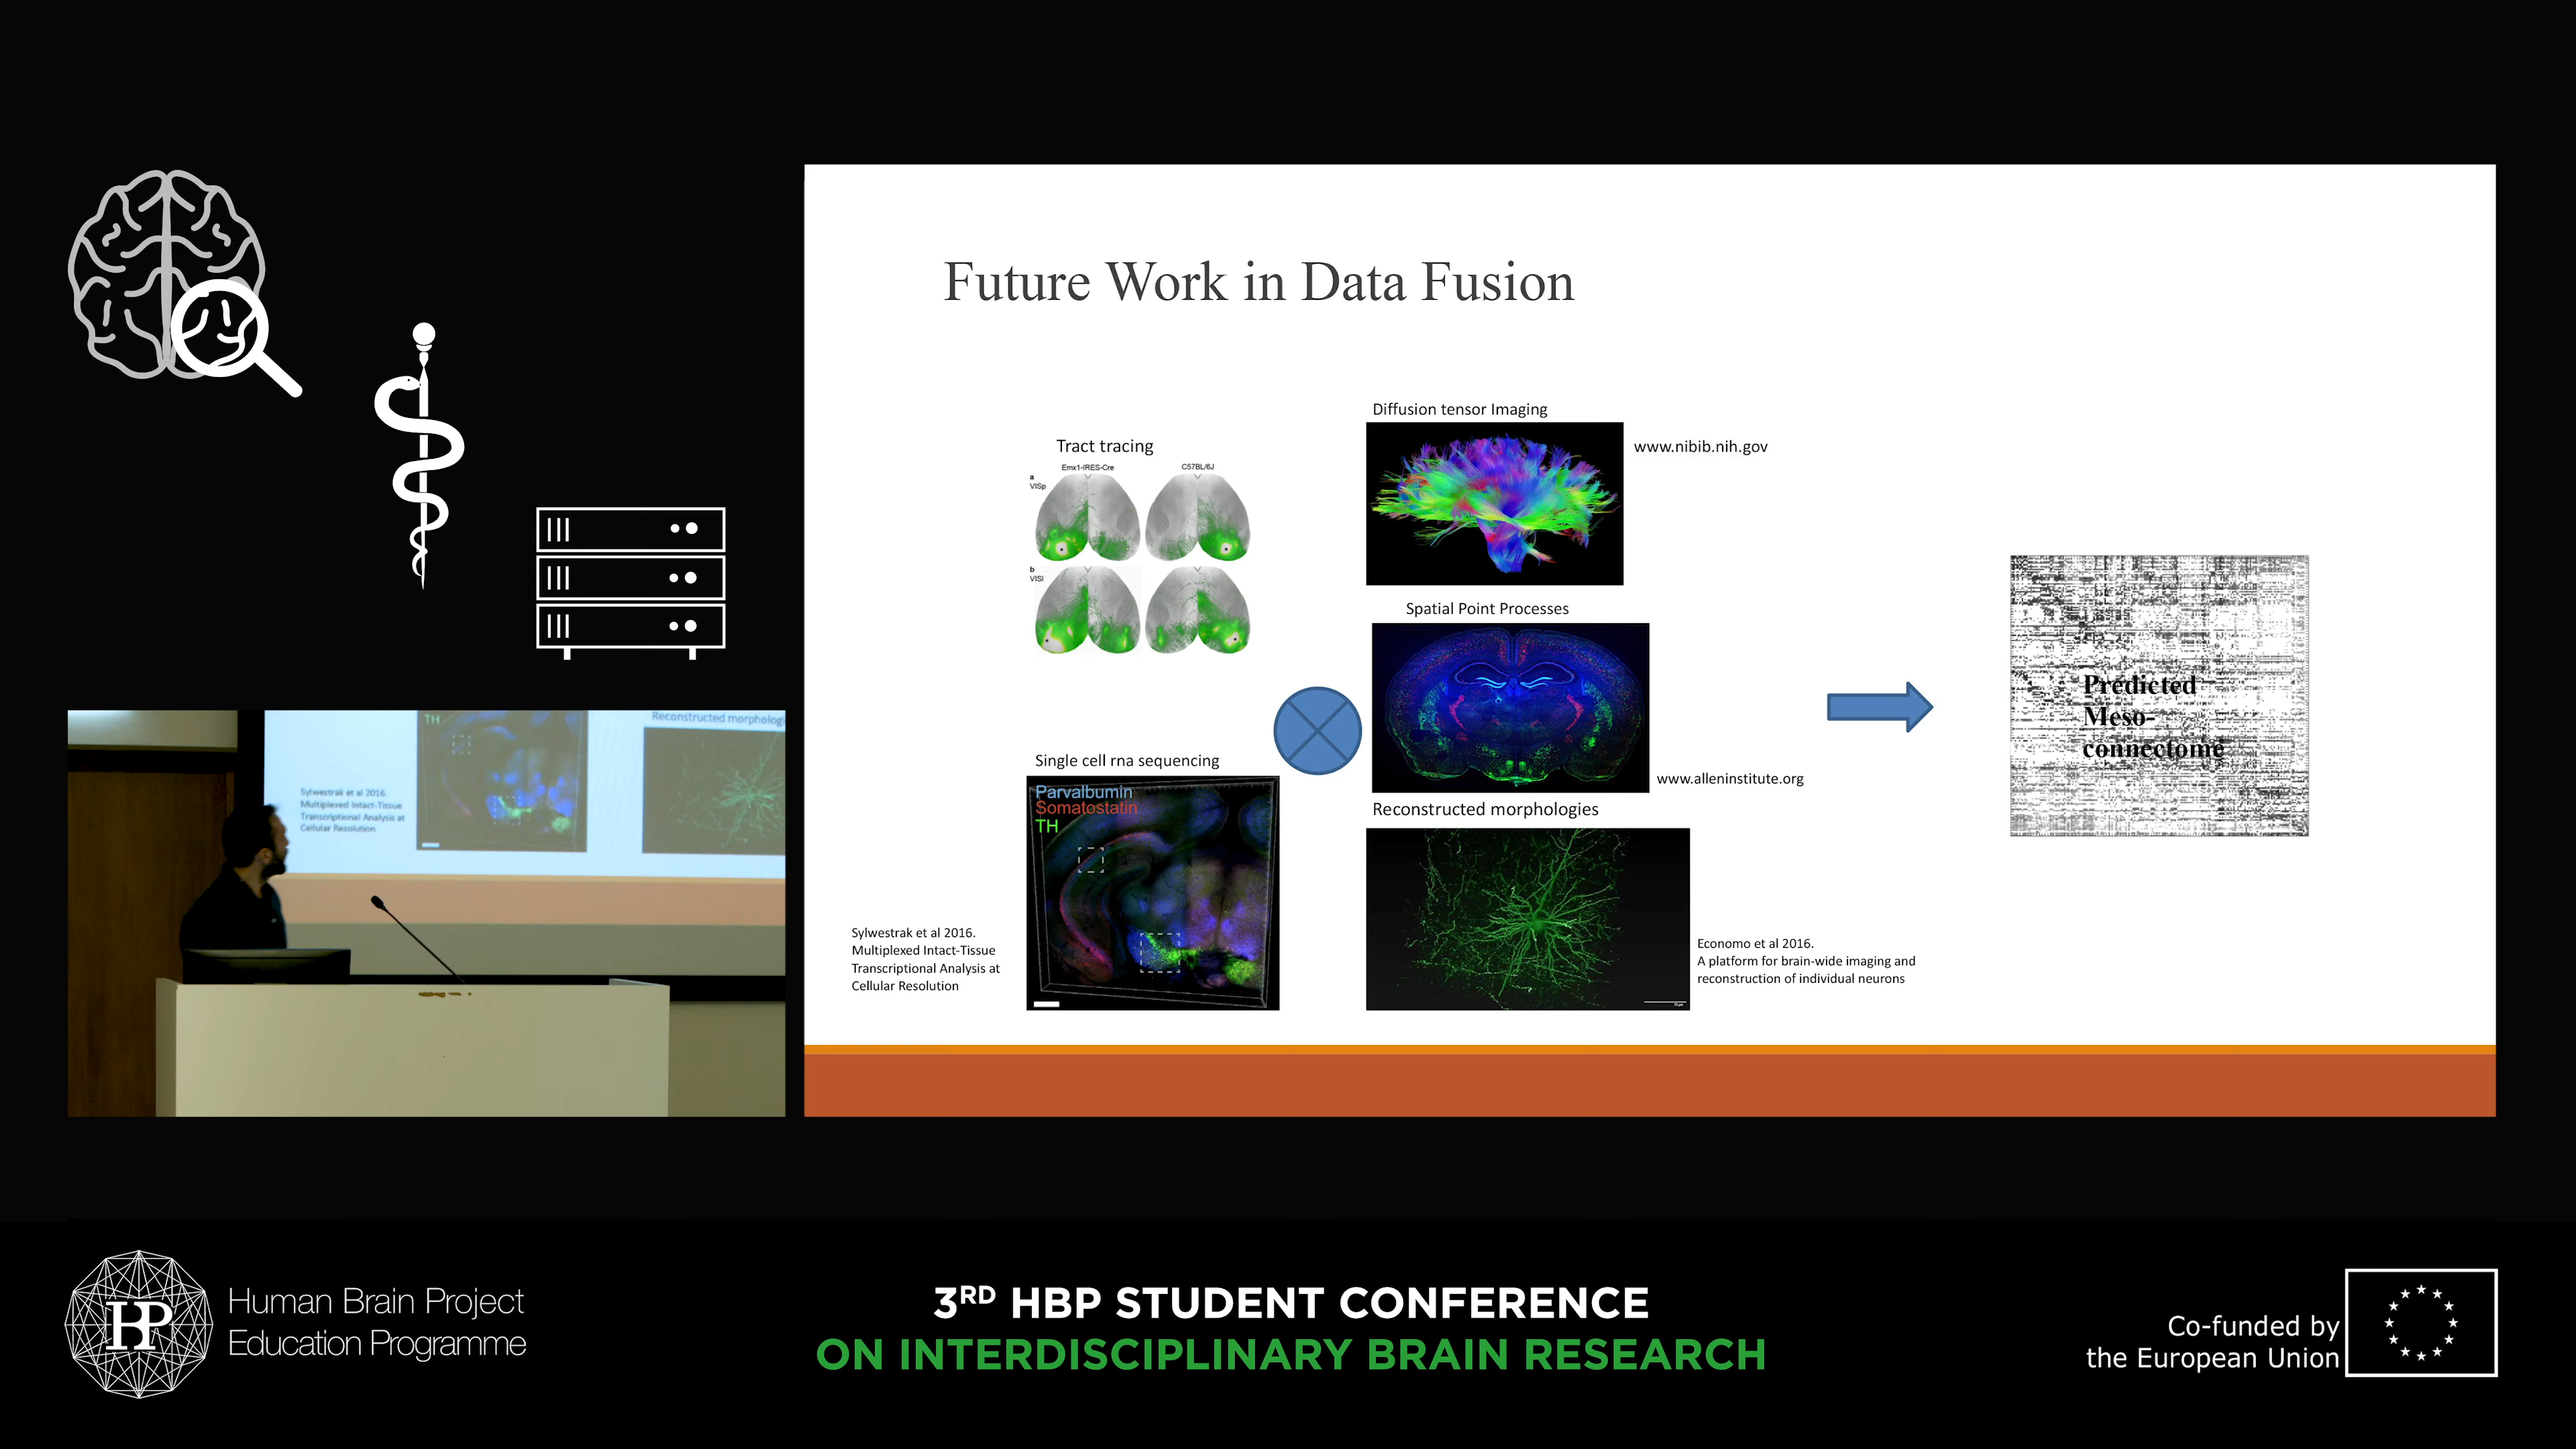 Future Work in Data Fusion
Tract tracing
Emx1-IRES-Cre
C57BL/6J
a
VISp
b
VISl
Diffusion tensor Imaging
www.nibib.nih.gov
Spatial Point Processes
www.alleninstitute.org
Single cell rna sequencing
Parvalbumin
Somatostatin
TH
Sylwestrak et al 2016.
Multiplexed Intact-Tissue
Transcriptional Analysis at
Cellular Resolution
Reconstructed morphologies
Economo et al 2016.
A platform for brain-wide imaging and
reconstruction of individual neurons
Predicted
Meso-
connectome
TH
Reconstructed morphologi
Sylwestrak et al 2016.
Multiplexed Intact-Tissue
Transcriptional Analysis at
Cellular Resolution
HBP
Human Brain Project
Education Programme
3RD HBP STUDENT CONFERENCE
ON INTERDISCIPLINARY BRAIN RESEARCH
Co-funded by
the European Union